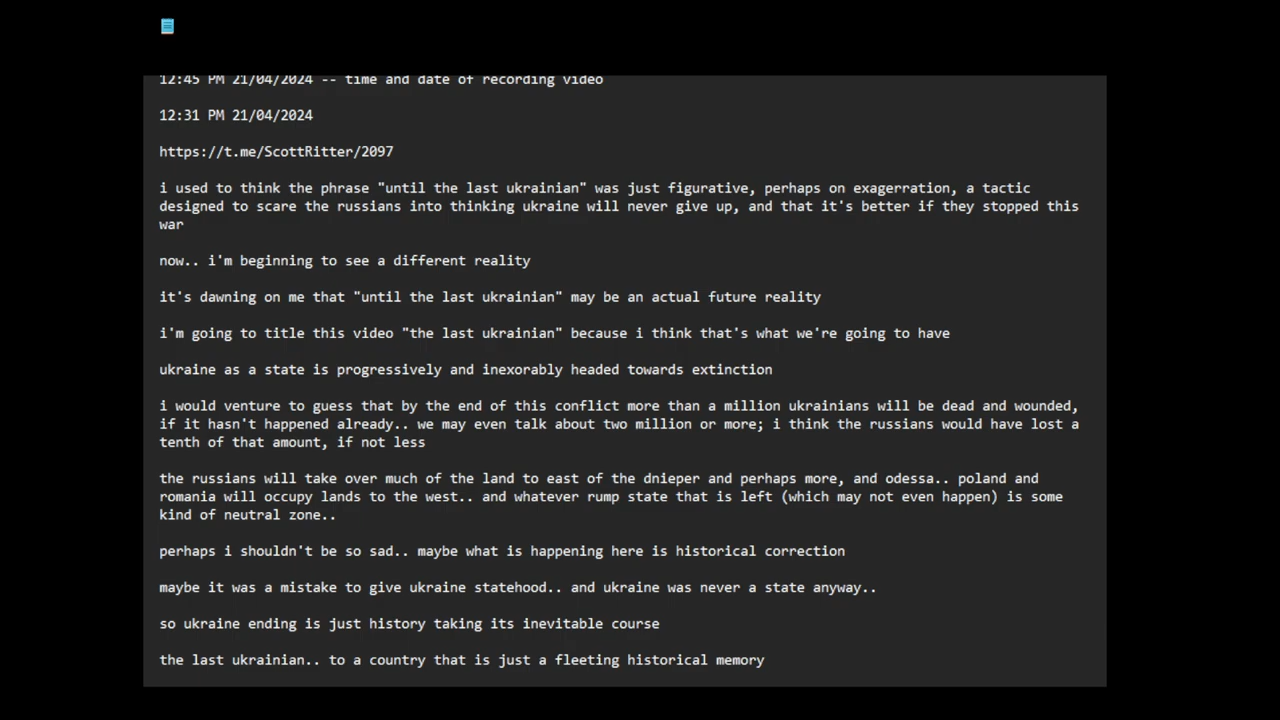 12:45 PM 21/04/2024 -- time and date of recording video
12:31 PM 21/04/2024
https://t.me/ScottRitter/2097
i used to think the phrase "until the last ukrainian" was just figurative, perhaps on exagerration, a tactic
designed to scare the russians into thinking ukraine will never give up, and that it's better if they stopped this
war
now.. i'm beginning to see a different reality
it's dawning on me that "until the last ukrainian" may be an actual future reality
i'm going to title this video "the last ukrainian" because i think that's what we're going to have
ukraine as a state is progressively and inexorably headed towards extinction
i would venture to guess that by the end of this conflict more than a million ukrainians will be dead and wounded,
if it hasn't happened already.. we may even talk about two million or more; i think the russians would have lost a
tenth of that amount, if not less
the russians will take over much of the land to east of the dnieper and perhaps more, and odessa.. poland and
romania will occupy lands to the west.. and whatever rump state that is left (which may not even happen) is some
kind of neutral zone..
perhaps i shouldn't be so sad.. maybe what is happening here is historical correction
maybe it was a mistake to give ukraine statehood.. and ukraine was never a state anyway..
so ukraine ending is just history taking its inevitable course
the last ukrainian.. to a country that is just a fleeting historical memory